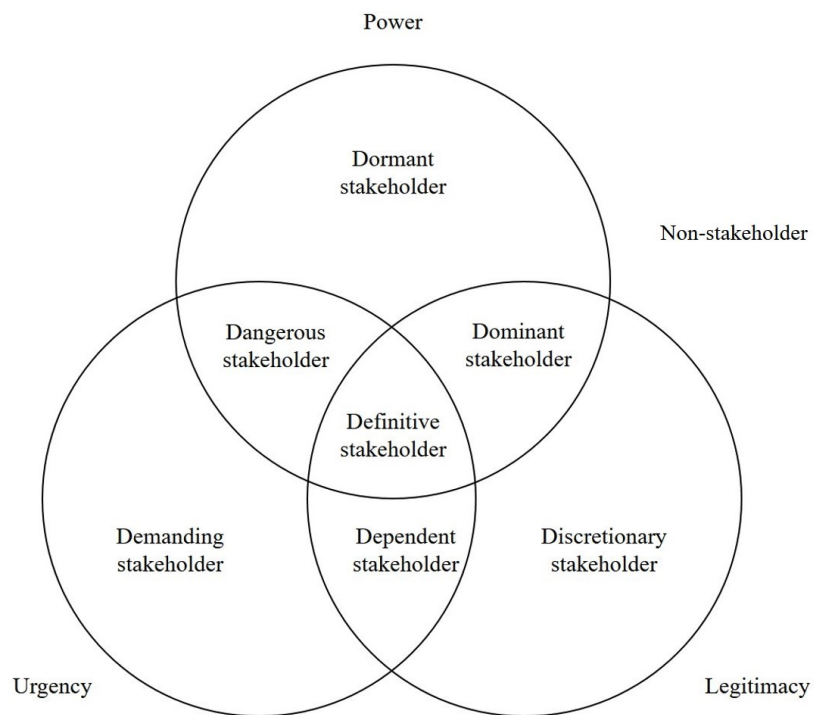 Power
Dormant
stakeholder
Non-stakeholder
Dangerous
stakeholder
Dominant
stakeholder
Definitive
stakeholder
Demanding
stakeholder
Dependent
stakeholder
Discretionary
stakeholder
Urgency
Legitimacy